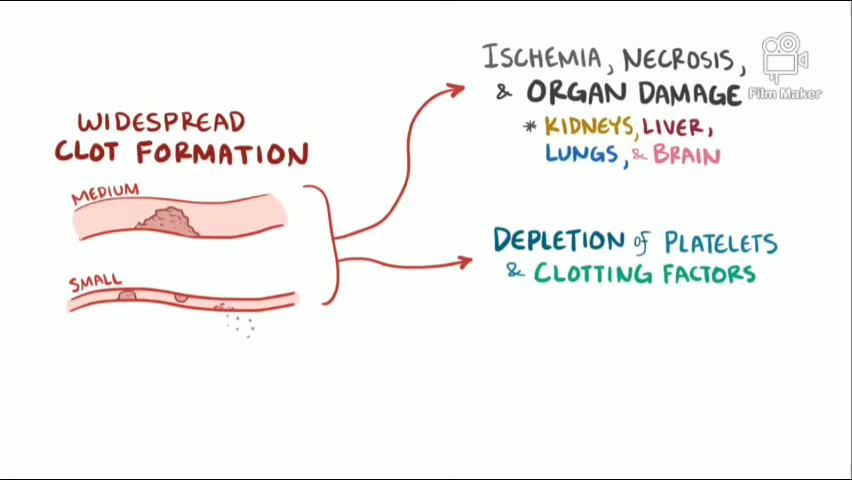 WIDESPREAD
CLOT FORMATION
MEDIUM
SMALL
ISCHEMIA, NECROSIS,
& ORGAN DAMAGE
* KIDNEYS, LIVER,
LUNGS, & BRAIN
DEPLETION of PLATELETS
& CLOTTING FACTORS
Film Maker